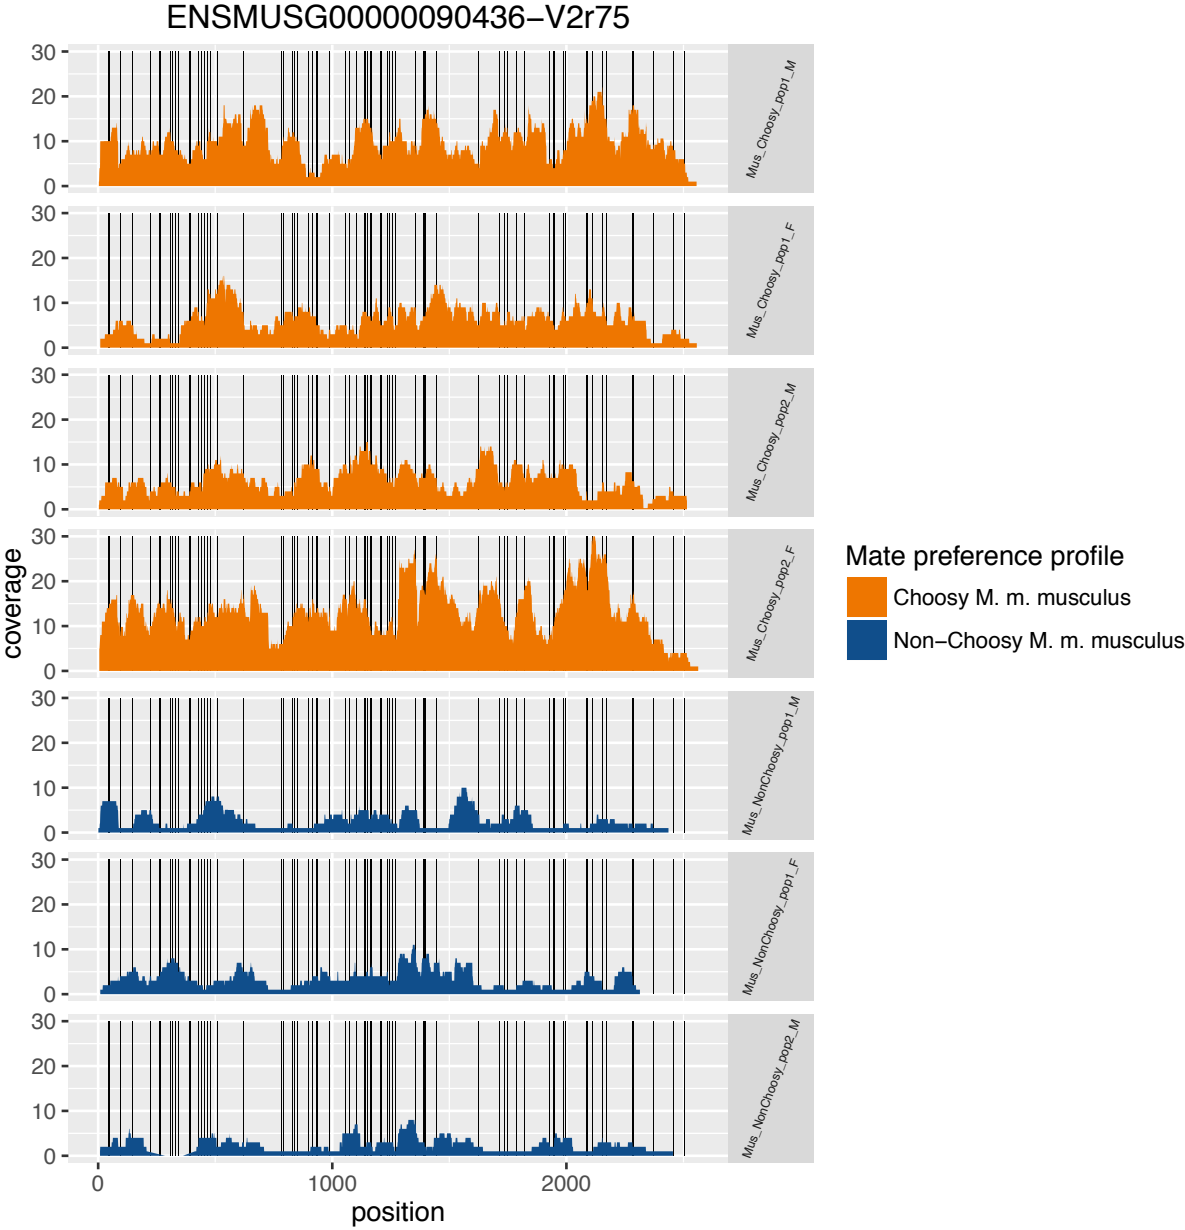 ENSMUSG00000090436−V2r75
30
20
10
0
Mus_Choosy_pop1_M
30
20
10
0
Mus_Choosy_pop1_F
30
20
10
0
Mus_Choosy_pop2_M
30
20
10
0
Mus_Choosy_pop2_F
30
20
10
0
Mus_NonChoosy_pop1_M
30
20
10
0
Mus_NonChoosy_pop1_F
30
20
10
0
Mus_NonChoosy_pop2_M
0 1000 2000
position
coverage
Mate preference profile
Choosy M. m. musculus
Non−Choosy M. m. musculus